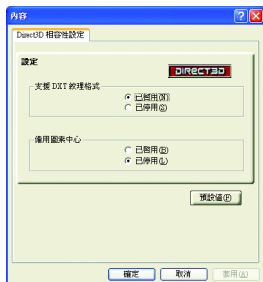 內容
Direct3D 相容性設定
設定
DIRECT3D
支援 DXT 紋理格式
已啟用(N)
已停用(S)
備用圖素中心
已啟用(B)
已停用(L)
預設值(F)
確定
取消
套用(A)